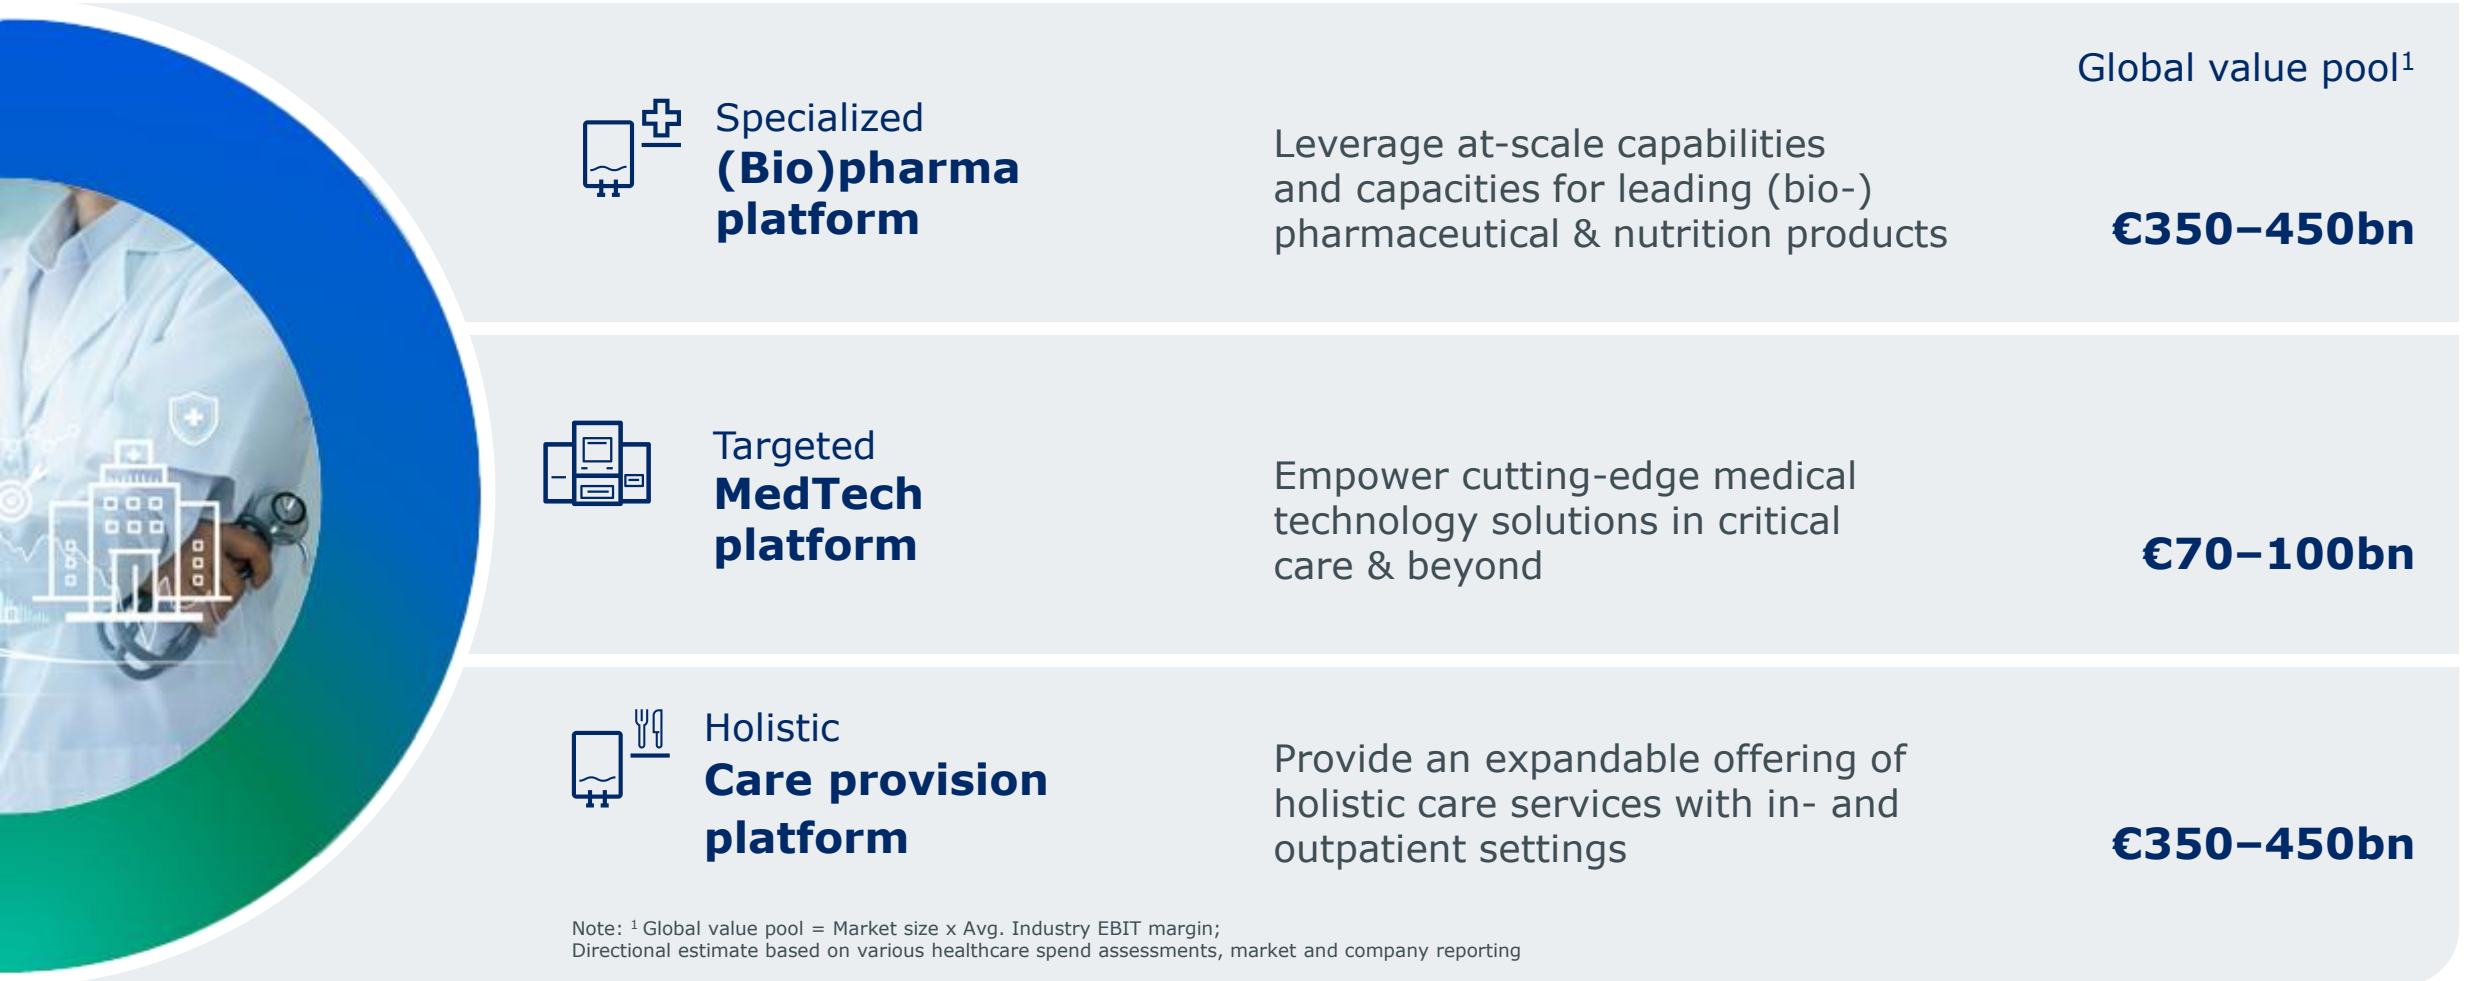 Global value pool¹
Specialized
(Bio)pharma
platform
Leverage at-scale capabilities
and capacities for leading (bio-)
pharmaceutical & nutrition products
€350–450bn
Targeted
MedTech
platform
Empower cutting-edge medical
technology solutions in critical
care & beyond
€70–100bn
Holistic
Care provision
platform
Provide an expandable offering of
holistic care services with in- and
outpatient settings
€350–450bn
Note: ¹ Global value pool = Market size x Avg. Industry EBIT margin;
Directional estimate based on various healthcare spend assessments, market and company reporting